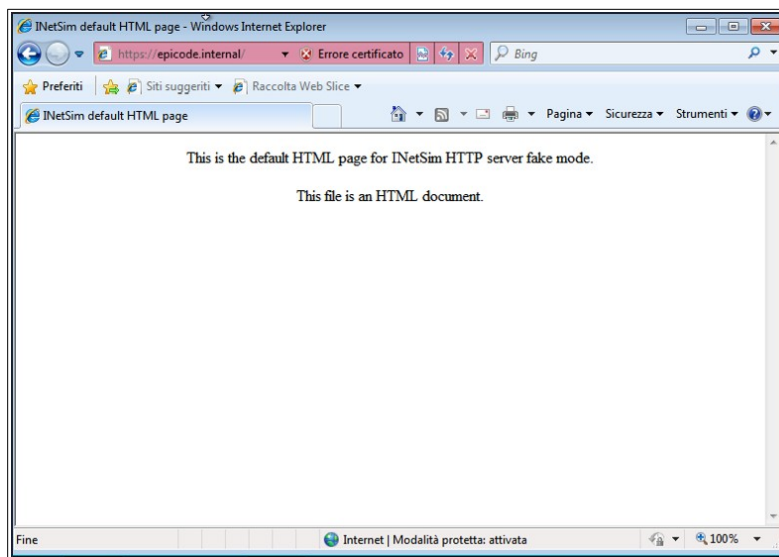 INetSim default HTML page - Windows Internet Explorer
https://epicode.internal/ Errore certificato Bing
Preferiti Siti suggeriti Raccolta Web Slice
INetSim default HTML page Pagina Sicurezza Strumenti
This is the default HTML page for INetSim HTTP server fake mode.
This file is an HTML document.
Fine Internet | Modalità protetta: attivata 100%